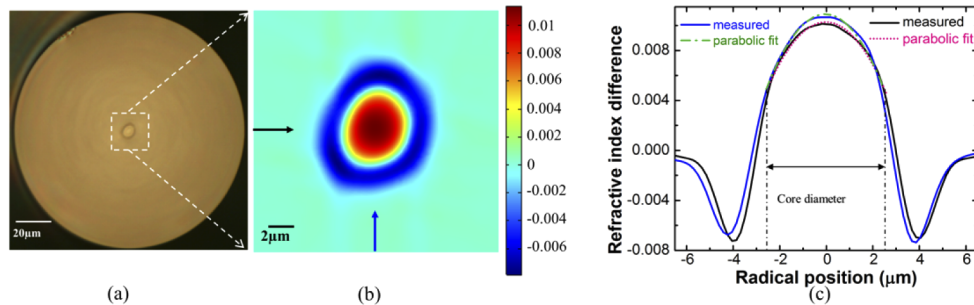 20μm
(a)
2μm
0.01
0.008
0.006
0.004
0.002
0
-0.002
-0.004
-0.006
(b)
measured
parabolic fit
measured
parabolic fit
Refractive index difference
0.008
0.004
0.000
-0.004
-0.008
Core diameter
-6 -4 -2 0 2 4 6
Radical position (μm)
(c)